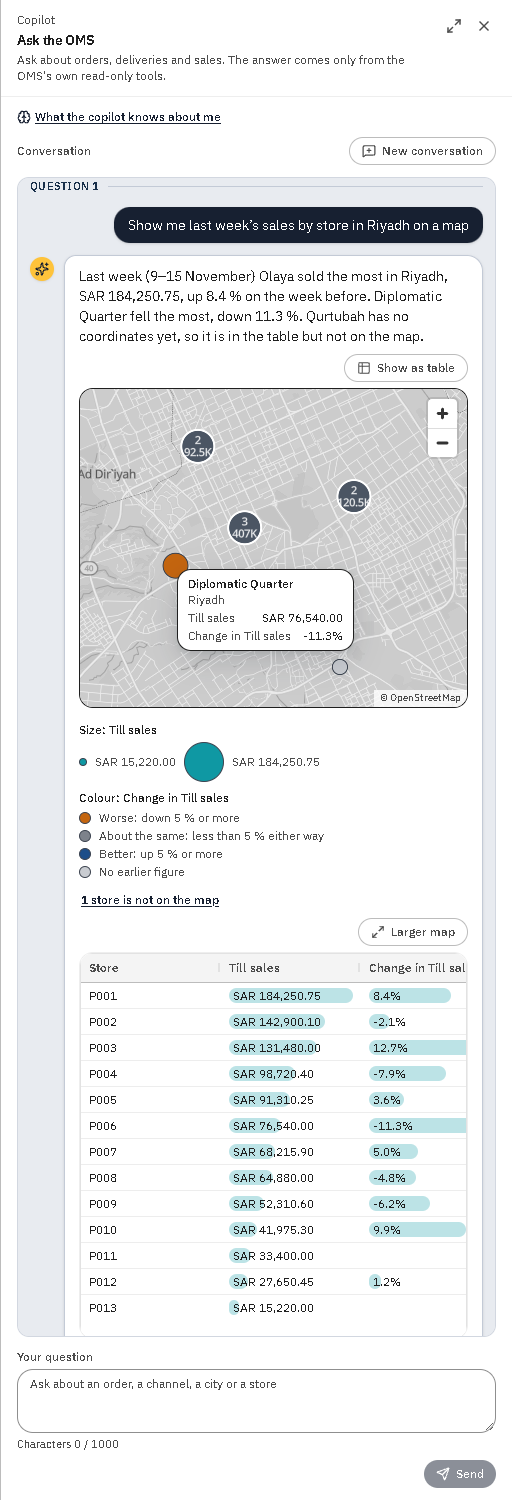 Copilot
Ask the OMS
Ask about orders, deliveries and sales. The answer comes only from the
OMS's own read-only tools.
What the copilot knows about me
Conversation
New conversation
QUESTION 1
Show me last week's sales by store in Riyadh on a map
Last week (9–15 November) Olaya sold the most in Riyadh,
SAR 184,250.75, up 8.4 % on the week before. Diplomatic
Quarter fell the most, down 11.3 %. Qurtubah has no
coordinates yet, so it is in the table but not on the map.
Show as table
+
2
92.5K
−
Ad Dir'iyah
2
120.5K
3
407K
40
Diplomatic Quarter
Riyadh
Till sales SAR 76,540.00
Change in Till sales -11.3%
© OpenStreetMap
Size: Till sales
SAR 15,220.00 SAR 184,250.75
Colour: Change in Till sales
Worse: down 5 % or more
About the same: less than 5 % either way
Better: up 5 % or more
No earlier figure
1 store is not on the map
Larger map
Store Till sales Change in Till sal
P001 SAR 184,250.75 8.4%
P002 SAR 142,900.10 -2.1%
P003 SAR 131,480.00 12.7%
P004 SAR 98,720.40 -7.9%
P005 SAR 91,310.25 3.6%
P006 SAR 76,540.00 -11.3%
P007 SAR 68,215.90 5.0%
P008 SAR 64,880.00 -4.8%
P009 SAR 52,310.60 -6.2%
P010 SAR 41,975.30 9.9%
P011 SAR 33,400.00
P012 SAR 27,650.45 1.2%
P013 SAR 15,220.00
Your question
Ask about an order, a channel, a city or a store
Characters 0 / 1000
Send